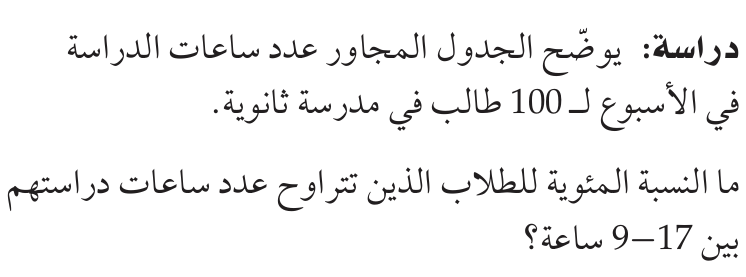 دراسة: يوضّح الجدول المجاور عدد ساعات الدراسة
في الأسبوع لـ 100 طالب في مدرسة ثانوية.
ما النسبة المئوية للطلاب الذين تتراوح عدد ساعات دراستهم
بين 17–9 ساعة؟